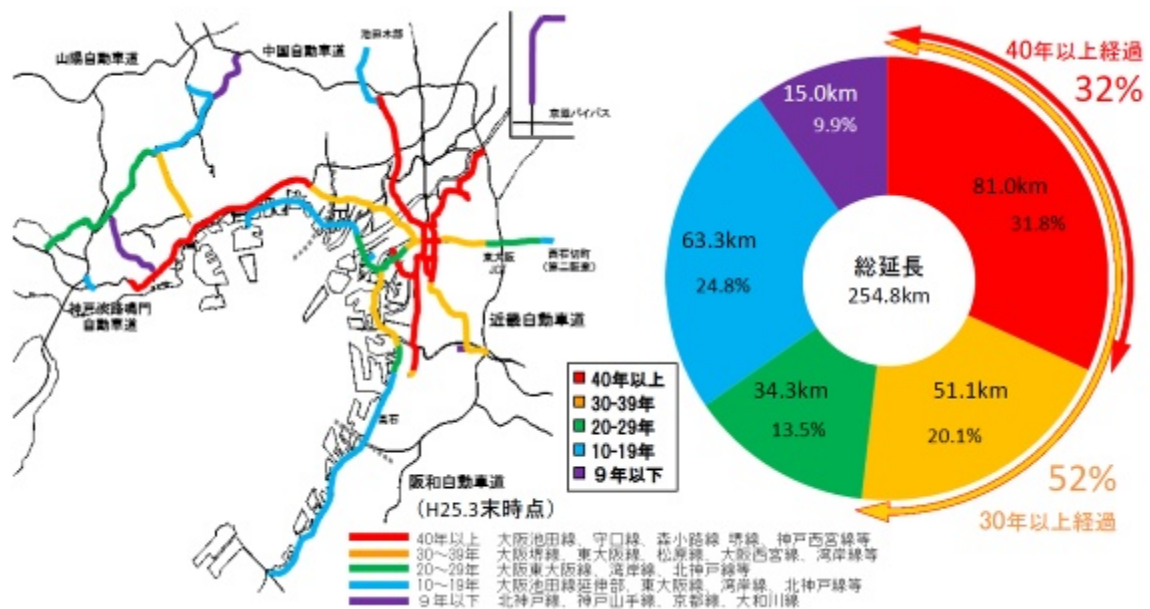 池田木部
山陽自動車道
中国自動車道
京滋バイパス
東大阪
JCT
西石切町
(第二阪奈)
神戸淡路鳴門
自動車道
近畿自動車道
高石
阪和自動車道
(H25.3末時点)
40年以上
30-39年
20-29年
10-19年
9年以下
40年以上 大阪池田線、守口線、森小路線 堺線、神戸西宮線等
30～39年 大阪堺線、東大阪線、松原線、大阪西宮線、湾岸線等
20～29年 大阪東大阪線、湾岸線、北神戸線等
10～19年 大阪池田線延伸部、東大阪線、湾岸線、北神戸線等
9年以下 北神戸線、神戸山手線、京都線、大和川線
40年以上経過
32%
15.0km
9.9%
81.0km
31.8%
63.3km
24.8%
総延長
254.8km
34.3km
13.5%
51.1km
20.1%
52%
30年以上経過